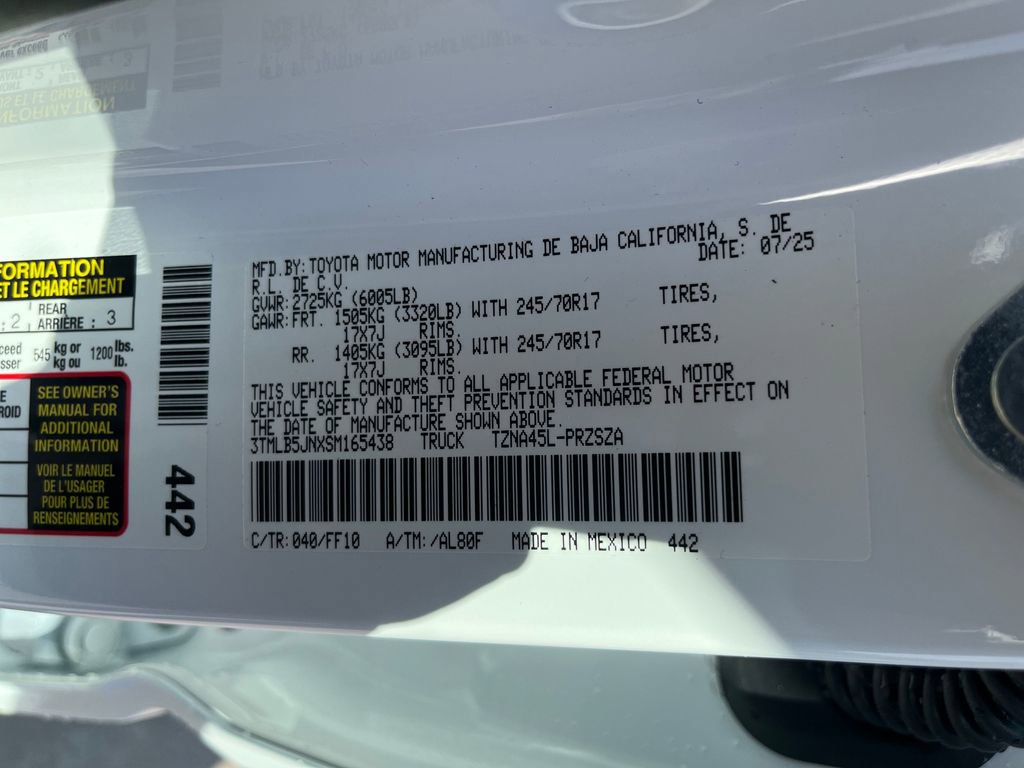 MFD.BY:TOYOTA MOTOR MANUFACTURING DE BAJA CALIFORNIA, S. DE
R.L. DE C.V. DATE: 07/25
GVWR:2725KG (6005LB)
GAWR:FRT. 1505KG (3320LB) WITH 245/70R17 TIRES,
17X7J RIMS.
RR. 1405KG (3095LB) WITH 245/70R17 TIRES,
17X7J RIMS.
THIS VEHICLE CONFORMS TO ALL APPLICABLE FEDERAL MOTOR
VEHICLE SAFETY AND THEFT PREVENTION STANDARDS IN EFFECT ON
THE DATE OF MANUFACTURE SHOWN ABOVE.
3TMLB5JNXSM165438 TRUCK TZNA45L-PRZSZA
C/TR:040/FF10 A/TM:/AL80F MADE IN MEXICO 442
FORMATION
ET LE CHARGEMENT
: 2 REAR
ARRIÈRE : 3
545 kg or 1200 lbs.
kg ou lb.
SEE OWNER'S
MANUAL FOR
ADDITIONAL
INFORMATION
VOIR LE MANUEL
DE L'USAGER
POUR PLUS DE
RENSEIGNEMENTS
442